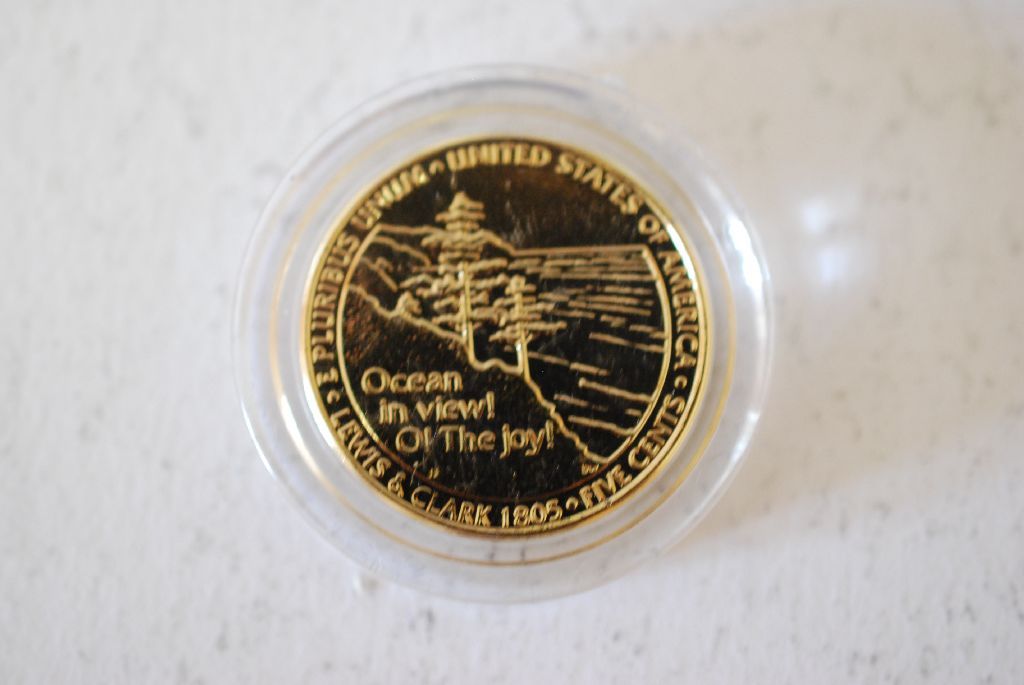 E PLURIBUS UNUM • UNITED STATES OF AMERICA •
Ocean
in view!
O! The joy!
LEWIS & CLARK 1805 • FIVE CENTS